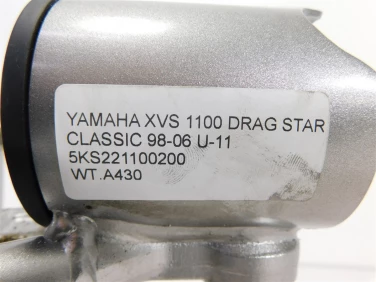 YAMAHA XVS 1100 DRAG STAR
CLASSIC 98-06 U-11
5KS221100200
WT.A430